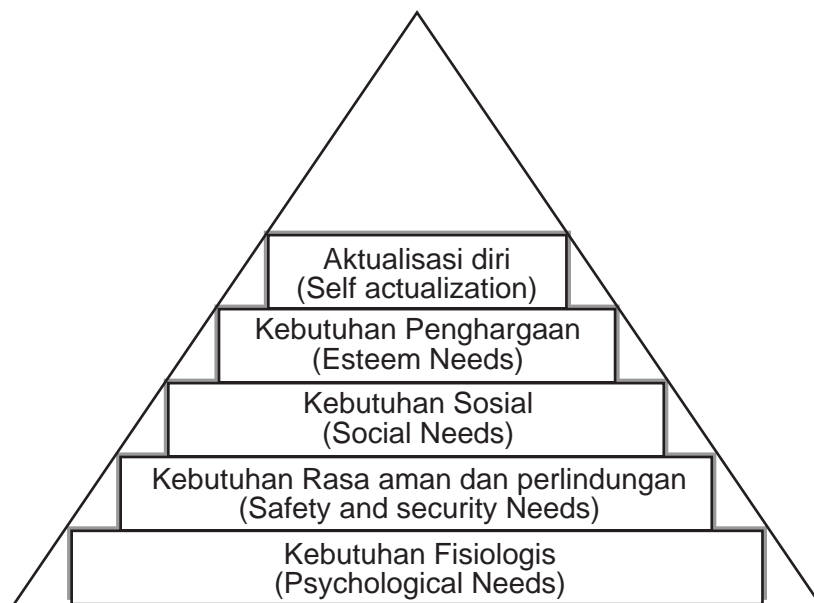 Aktualisasi diri
(Self actualization)
Kebutuhan Penghargaan
(Esteem Needs)
Kebutuhan Sosial
(Social Needs)
Kebutuhan Rasa aman dan perlindungan
(Safety and security Needs)
Kebutuhan Fisiologis
(Psychological Needs)